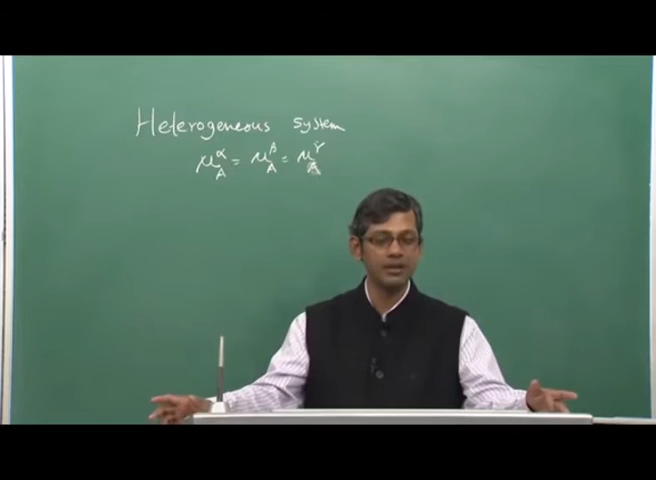 Heterogeneous system
μ_A^α = μ_A^β = μ_A^γ